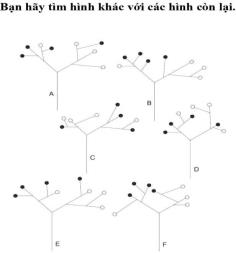 Bạn hãy tìm hình khác với các hình còn lại.
A
B
C
D
E
F